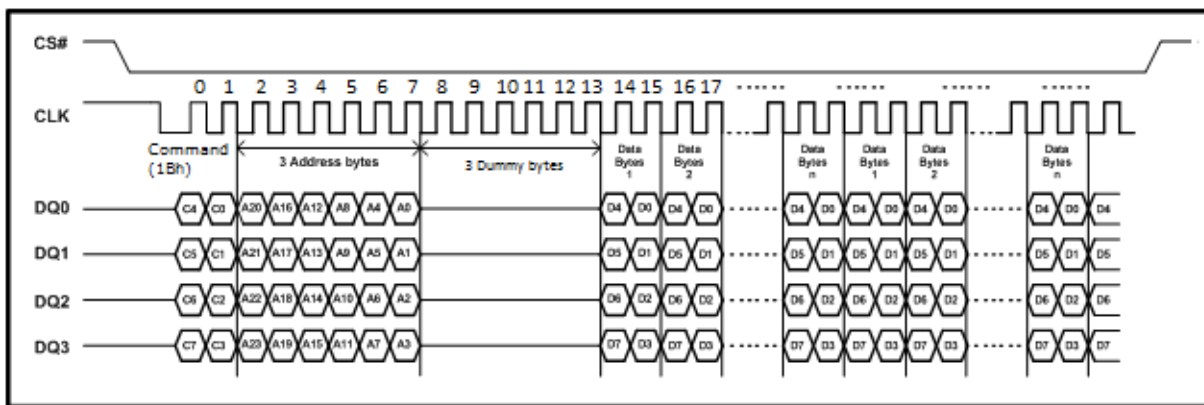 CS#
0 1 2 3 4 5 6 7 8 9 10 11 12 13 14 15 16 17
CLK
Command
(1Bh)
3 Address bytes
3 Dummy bytes
Data
Bytes
1
Data
Bytes
2
Data
Bytes
n
Data
Bytes
1
Data
Bytes
2
Data
Bytes
n
DQ0 C4 C0 A20 A16 A12 A8 A4 A0 D4 D0 D4 D0 D4 D0 D4 D0 D4 D0 D4 D0 D4
DQ1 C5 C1 A21 A17 A13 A9 A5 A1 D5 D1 D5 D1 D5 D1 D5 D1 D5 D1 D5 D1 D5
DQ2 C6 C2 A22 A18 A14 A10 A6 A2 D6 D2 D6 D2 D6 D2 D6 D2 D6 D2 D6 D2 D6
DQ3 C7 C3 A23 A19 A15 A11 A7 A3 D7 D3 D7 D3 D7 D3 D7 D3 D7 D3 D7 D3 D7